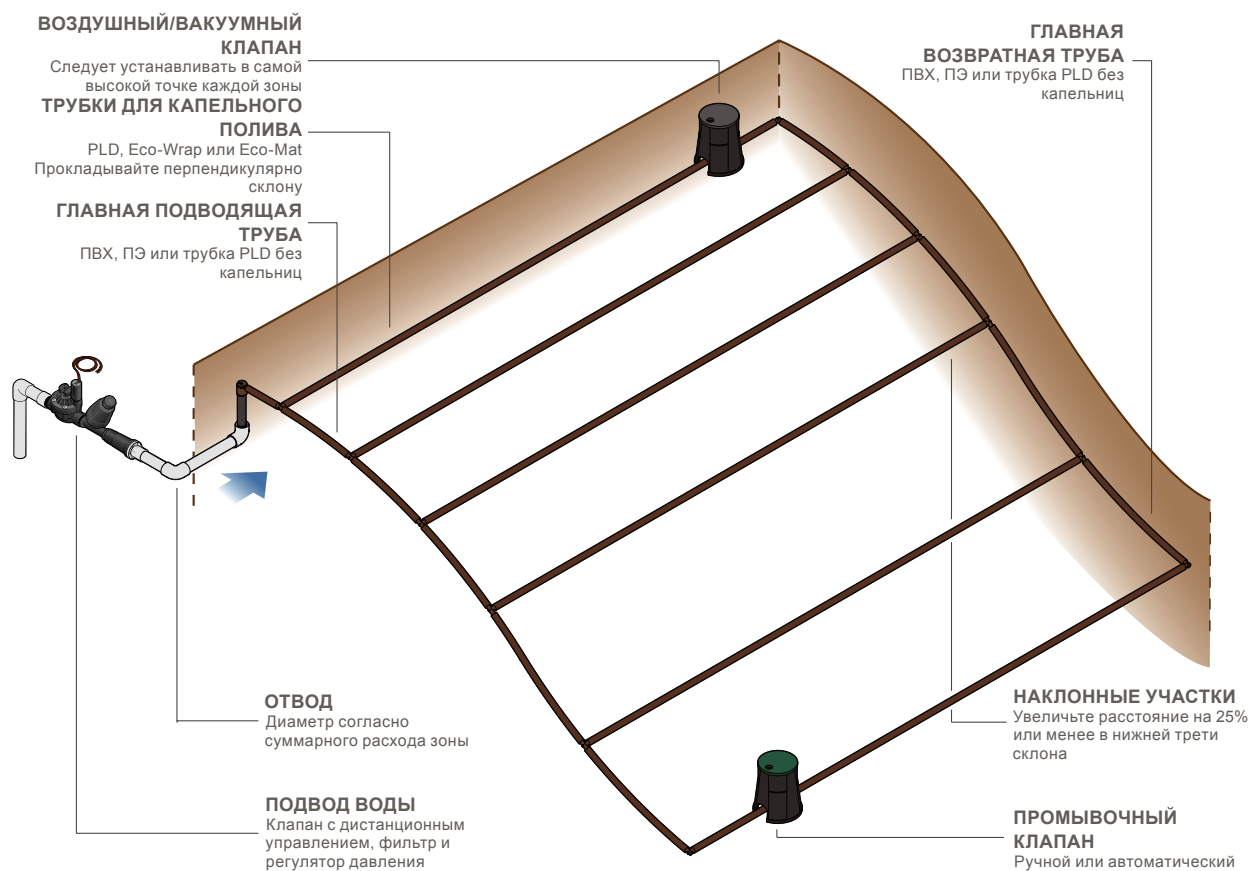 ВОЗДУШНЫЙ/ВАКУУМНЫЙ
КЛАПАН
Следует устанавливать в самой
высокой точке каждой зоны
ТРУБКИ ДЛЯ КАПЕЛЬНОГО
ПОЛИВА
PLD, Eco-Wrap или Eco-Mat
Прокладывайте перпендикулярно
склону
ГЛАВНАЯ ПОДВОДЯЩАЯ
ТРУБА
ПВХ, ПЭ или трубка PLD без
капельниц
ГЛАВНАЯ
ВОЗВРАТНАЯ ТРУБА
ПВХ, ПЭ или трубка PLD без
капельниц
ОТВОД
Диаметр согласно
суммарного расхода зоны
ПОДВОД ВОДЫ
Клапан с дистанционным
управлением, фильтр и
регулятор давления
НАКЛОННЫЕ УЧАСТКИ
Увеличьте расстояние на 25%
или менее в нижней трети
склона
ПРОМЫВОЧНЫЙ
КЛАПАН
Ручной или автоматический